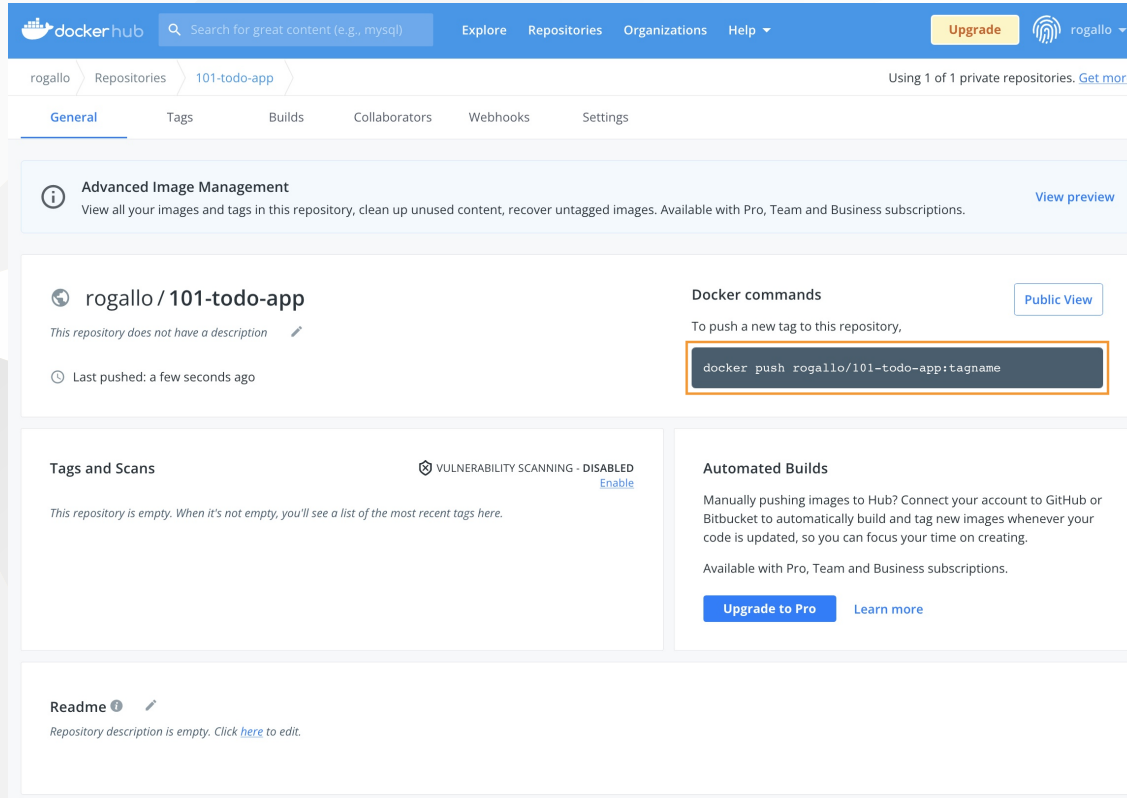 dockerhub
Search for great content (e.g., mysql)
Explore
Repositories
Organizations
Help
Upgrade
rogallo
rogallo
Repositories
101-todo-app
Using 1 of 1 private repositories. Get mor
General
Tags
Builds
Collaborators
Webhooks
Settings
Advanced Image Management
View all your images and tags in this repository, clean up unused content, recover untagged images. Available with Pro, Team and Business subscriptions.
View preview
rogallo / 101-todo-app
This repository does not have a description
Last pushed: a few seconds ago
Docker commands
Public View
To push a new tag to this repository,
docker push rogallo/101-todo-app:tagname
Tags and Scans
VULNERABILITY SCANNING - DISABLED
Enable
This repository is empty. When it's not empty, you'll see a list of the most recent tags here.
Automated Builds
Manually pushing images to Hub? Connect your account to GitHub or
Bitbucket to automatically build and tag new images whenever your
code is updated, so you can focus your time on creating.
Available with Pro, Team and Business subscriptions.
Upgrade to Pro
Learn more
Readme
Repository description is empty. Click here to edit.